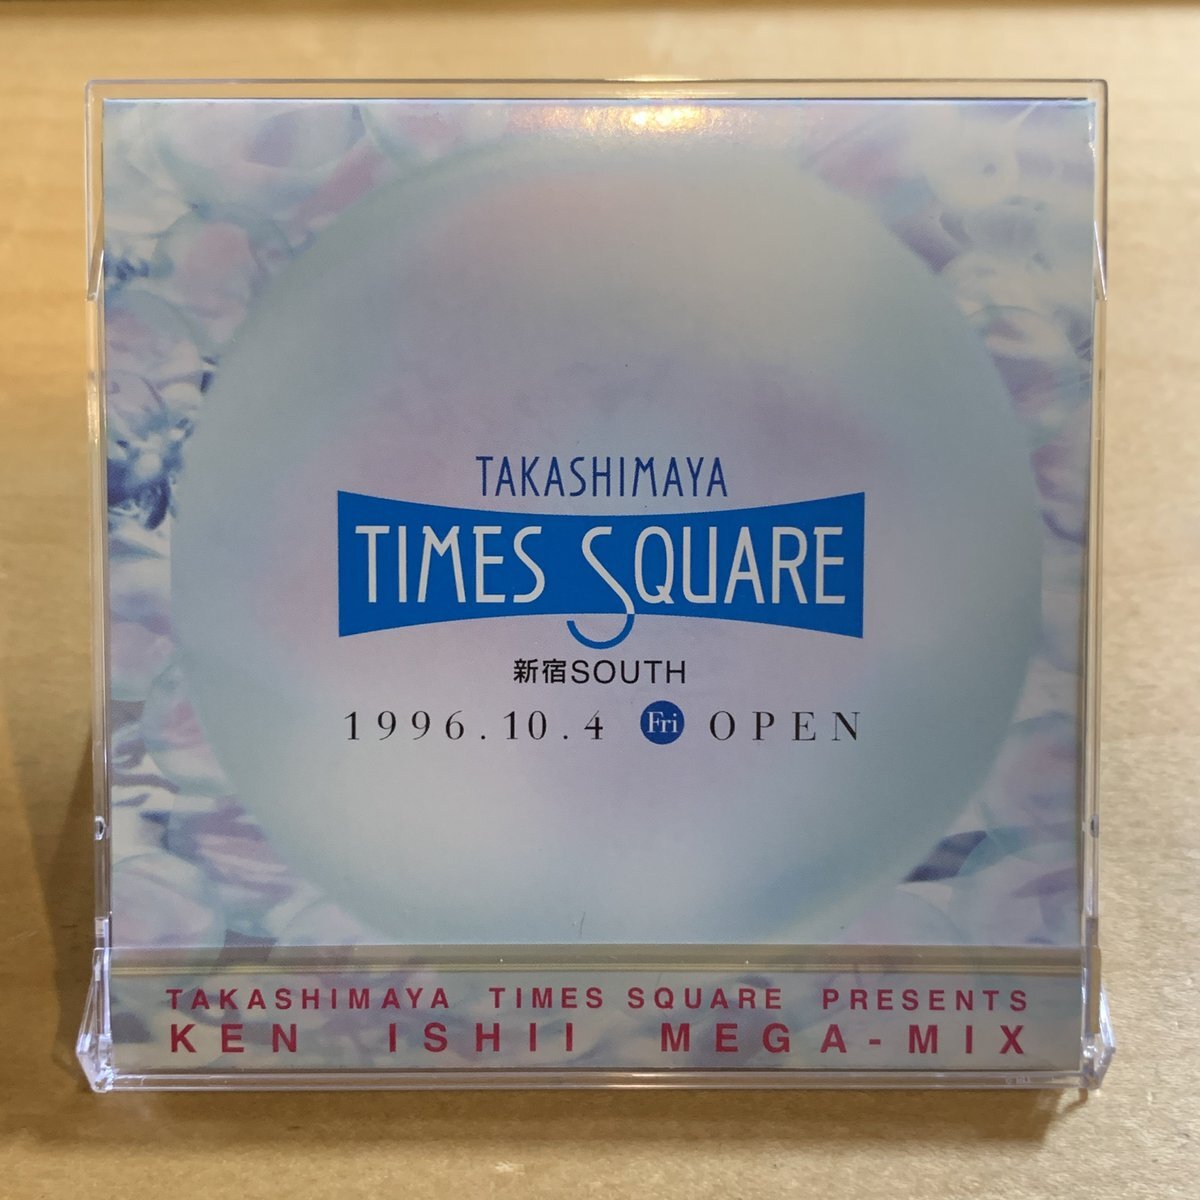 TAKASHIMAYA
TIMES SQUARE
新宿SOUTH
1996.10.4 Fri OPEN
TAKASHIMAYA TIMES SQUARE PRESENTS
KEN ISHII MEGA-MIX